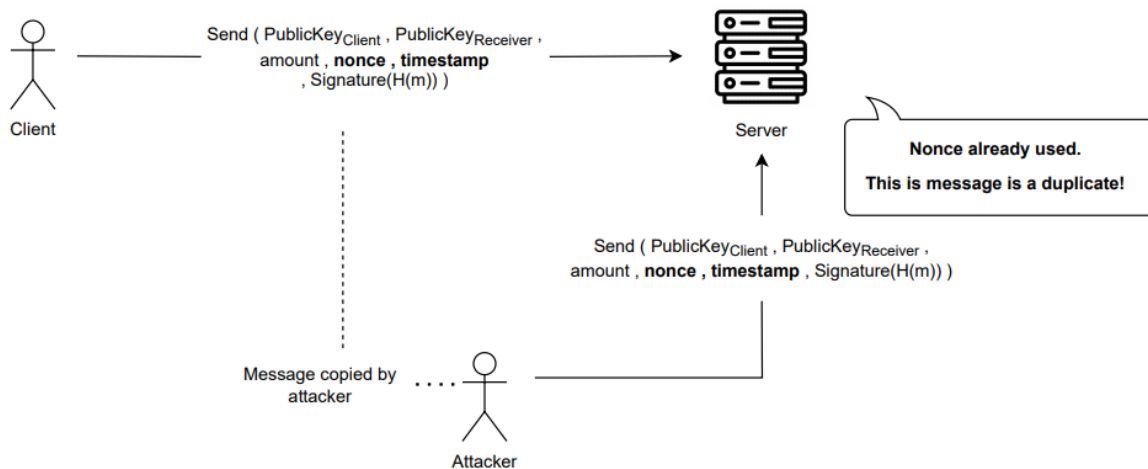 Send ( PublicKeyClient , PublicKeyReceiver ,
amount , nonce , timestamp
, Signature(H(m)) )
Client
Server
Nonce already used.
This is message is a duplicate!
Send ( PublicKeyClient , PublicKeyReceiver ,
amount , nonce , timestamp , Signature(H(m)) )
Message copied by
attacker
Attacker